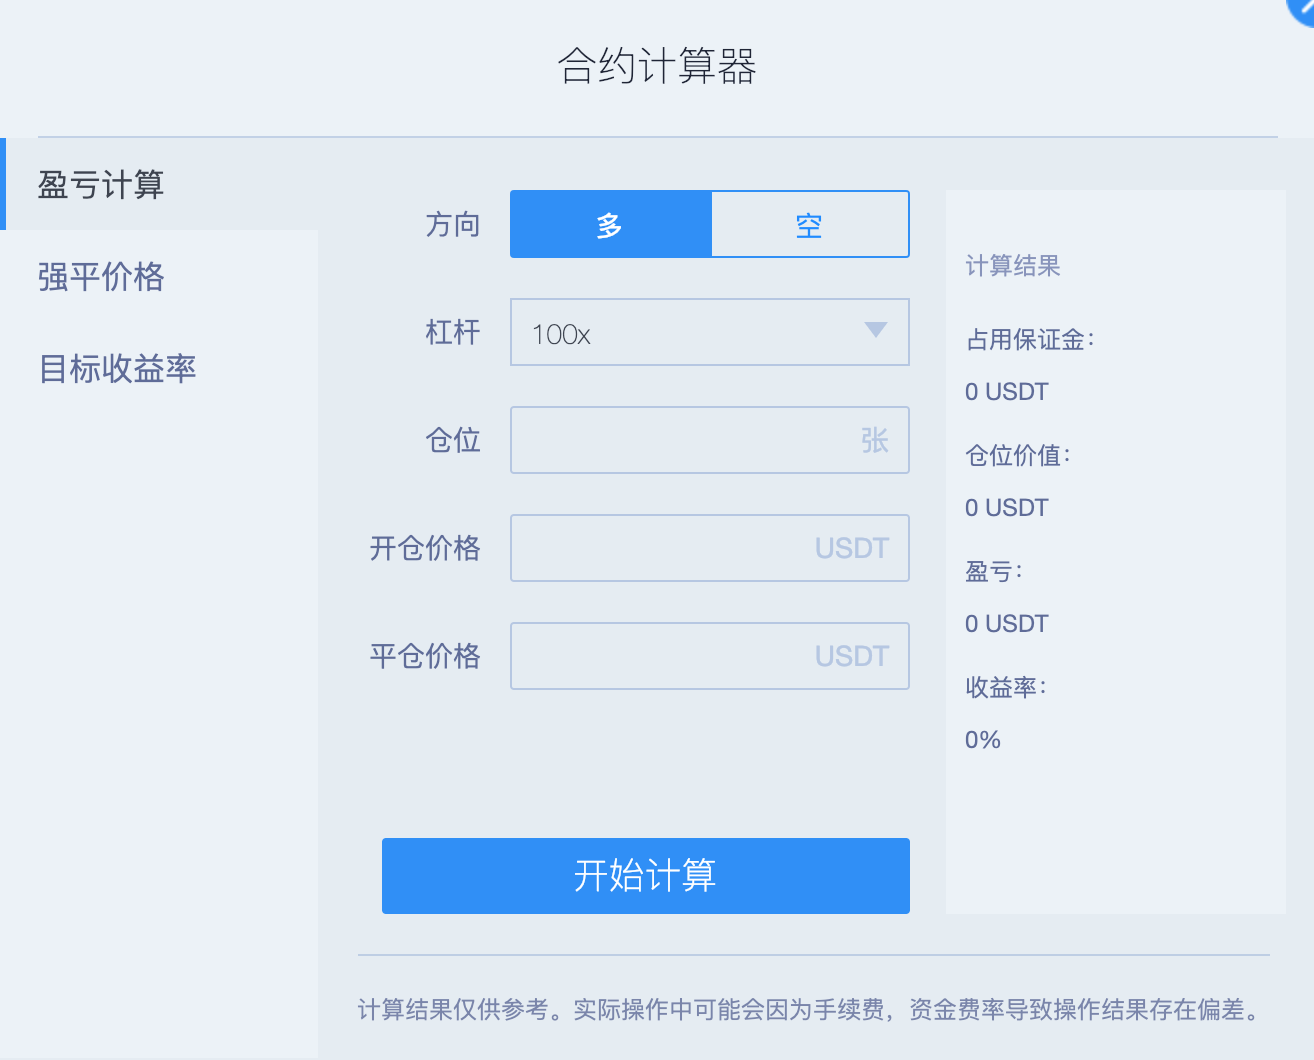 合约计算器
盈亏计算
强平价格
目标收益率
方向
多
空
杠杆
100x
仓位
张
开仓价格
USDT
平仓价格
USDT
开始计算
计算结果
占用保证金：
0 USDT
仓位价值：
0 USDT
盈亏：
0 USDT
收益率：
0%
计算结果仅供参考。实际操作中可能会因为手续费，资金费率导致操作结果存在偏差。